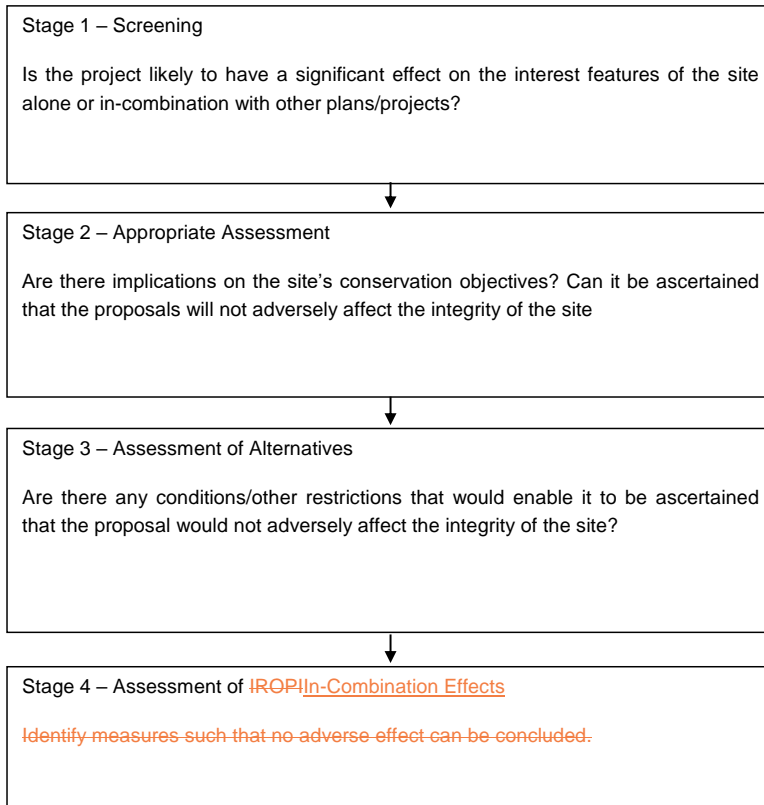 Stage 1 – Screening
Is the project likely to have a significant effect on the interest features of the site
alone or in-combination with other plans/projects?
Stage 2 – Appropriate Assessment
Are there implications on the site’s conservation objectives? Can it be ascertained
that the proposals will not adversely affect the integrity of the site
Stage 3 – Assessment of Alternatives
Are there any conditions/other restrictions that would enable it to be ascertained
that the proposal would not adversely affect the integrity of the site?
Stage 4 – Assessment of IROPIIn-Combination Effects
Identify measures such that no adverse effect can be concluded.